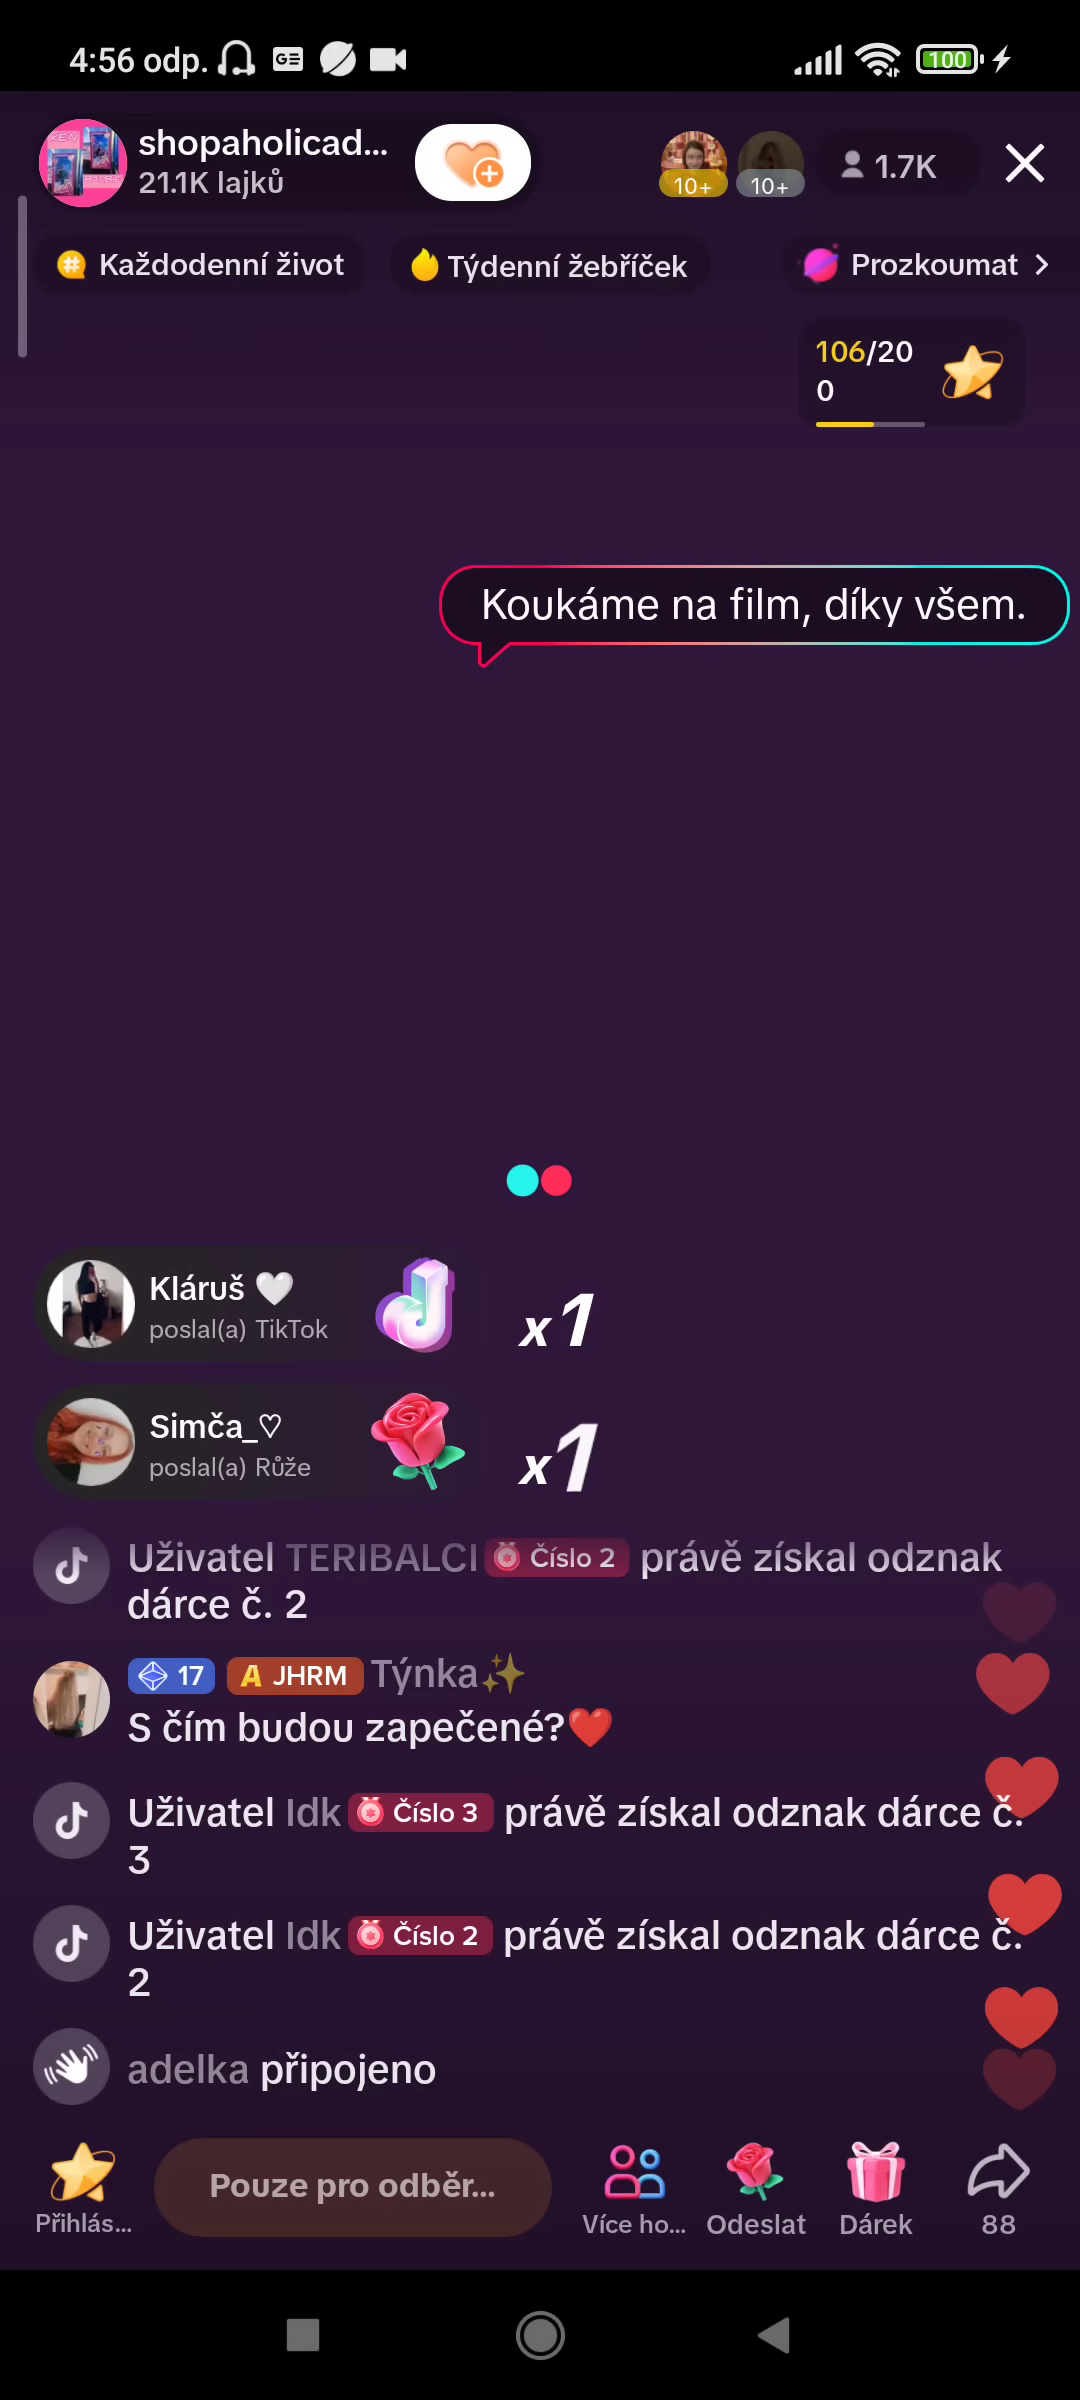 4:56 odp.
100
shopaholicad...
21.1K lajků
10+
10+
1.7K
Každodenní život
Týdenní žebříček
Prozkoumat
106/20
0
Koukáme na film, díky všem.
Kláruš 🤍
poslal(a) TikTok
x1
Simča_♡
poslal(a) Růže
x1
Uživatel TERIBALCI Číslo 2 právě získal odznak
dárce č. 2
17 A JHRM Týnka✨
S čím budou zapečené?❤️
Uživatel Idk Číslo 3 právě získal odznak dárce č.
3
Uživatel Idk Číslo 2 právě získal odznak dárce č.
2
adelka připojeno
Pouze pro odběr...
Přihlás...
Více ho...
Odeslat
Dárek
88